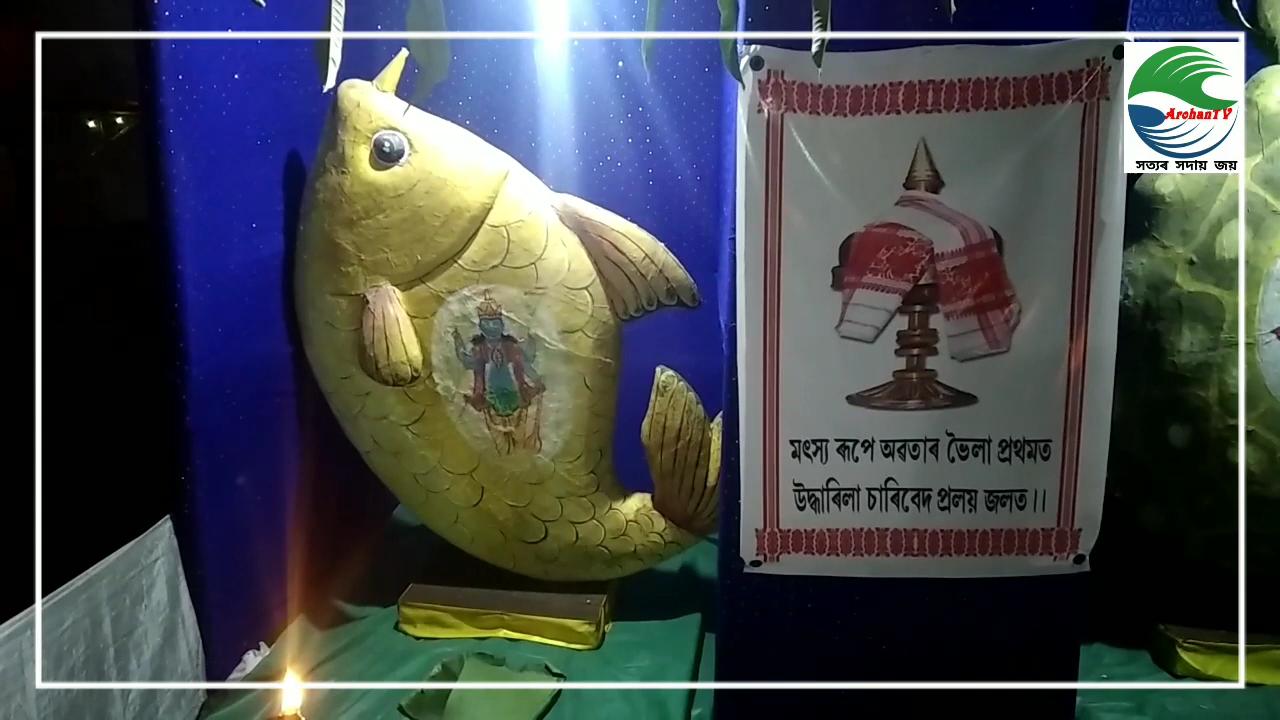 ArohanTV
সত্যৰ সদায় জয়
মৎস্য ৰূপে অৱতাৰ ভৈলা প্ৰথমত
উদ্ধাৰিলা চাৰিবেদ প্ৰলয় জলত।।